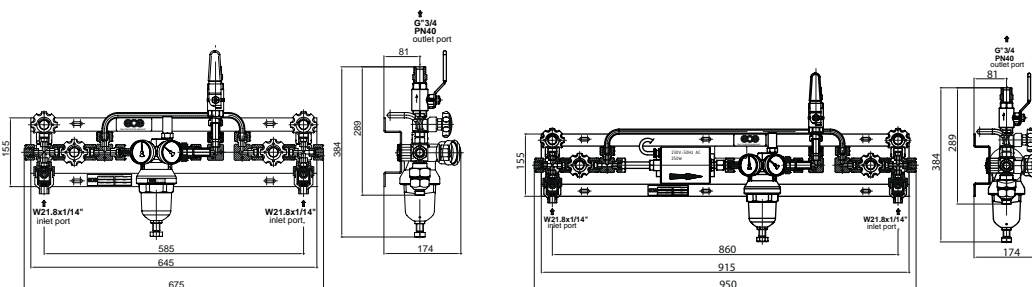 G"3/4
PN40
outlet port
81
155
289
384
W21.8x1/14"
inlet port
W21.8x1/14"
inlet port,
585
645
675
174
G"3/4
PN40
outlet port
81
230V-50HZ AC
250W
155
289
384
W21.8x1/14"
inlet port
W21.8x1/14"
inlet port
860
915
950
174